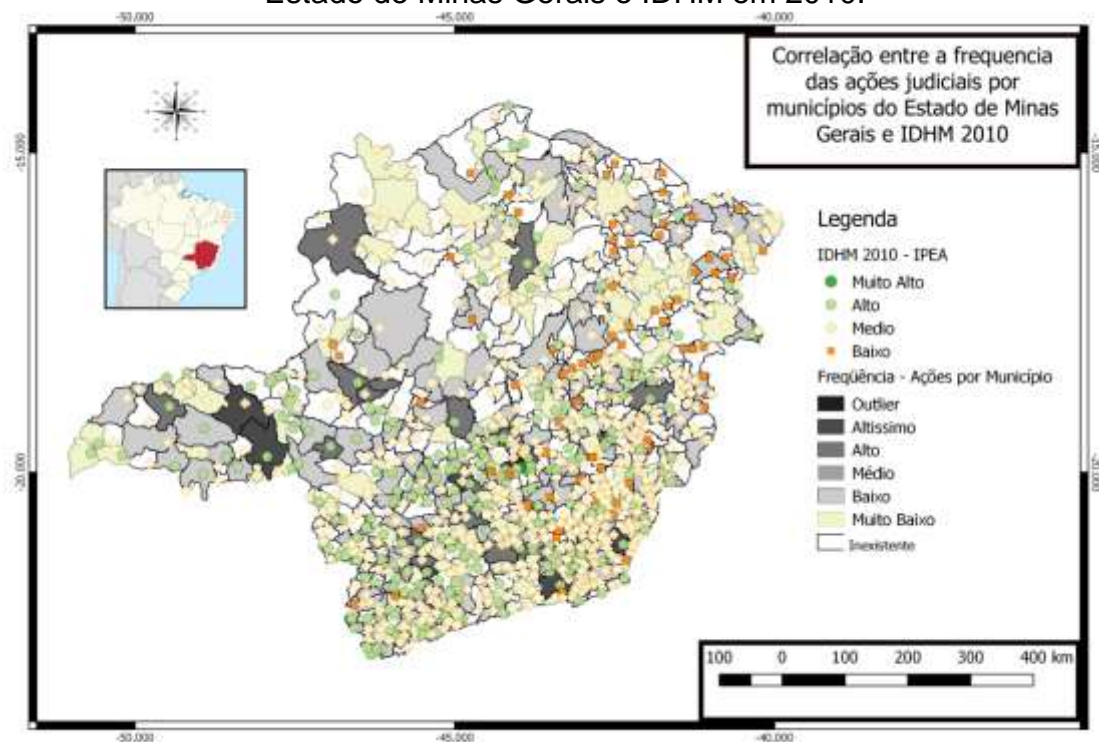 Estado de Minas Gerais e IDHM em 2010.
-50.000 -45.000 -40.000
Correlação entre a frequencia
das ações judiciais por
municípios do Estado de Minas
Gerais e IDHM 2010
-15.000 -15.000
Legenda
IDHM 2010 - IPEA
Muito Alto
Alto
Medio
Baixo
Freqüência - Ações por Município
Outlier
Altissimo
Alto
Médio
Baixo
Muito Baixo
Inexistente
-20.000 -20.000
100 0 100 200 300 400 km
-50.000 -45.000 -40.000